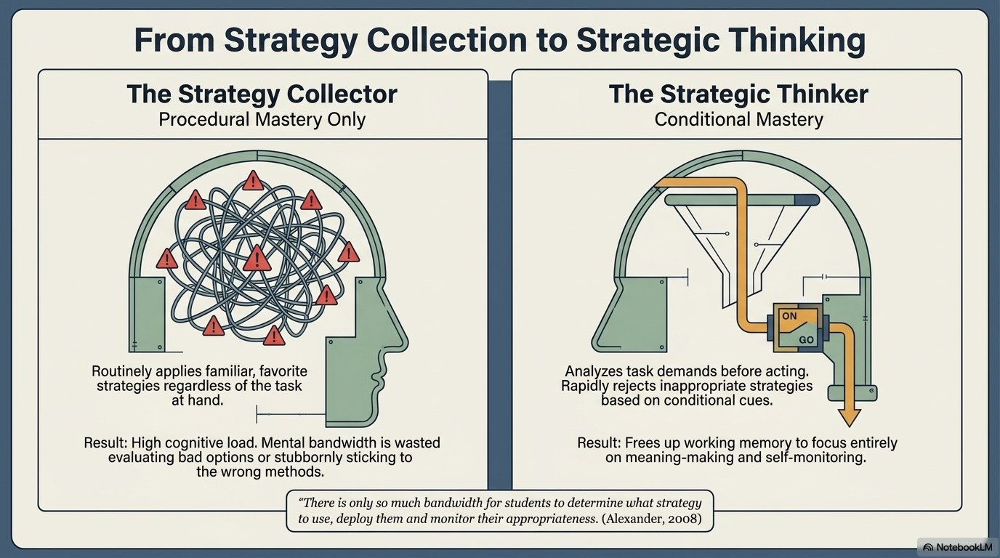 From Strategy Collection to Strategic Thinking
The Strategy Collector
Procedural Mastery Only
Routinely applies familiar, favorite
strategies regardless of the task
at hand.
Result: High cognitive load. Mental bandwidth is wasted
evaluating bad options or stubbornly sticking to
the wrong methods.
The Strategic Thinker
Conditional Mastery
ON
GO
Analyzes task demands before acting.
Rapidly rejects inappropriate strategies
based on conditional cues.
Result: Frees up working memory to focus entirely
on meaning-making and self-monitoring.
“There is only so much bandwidth for students to determine what strategy
to use, deploy them and monitor their appropriateness. (Alexander, 2008)
NotebookLM